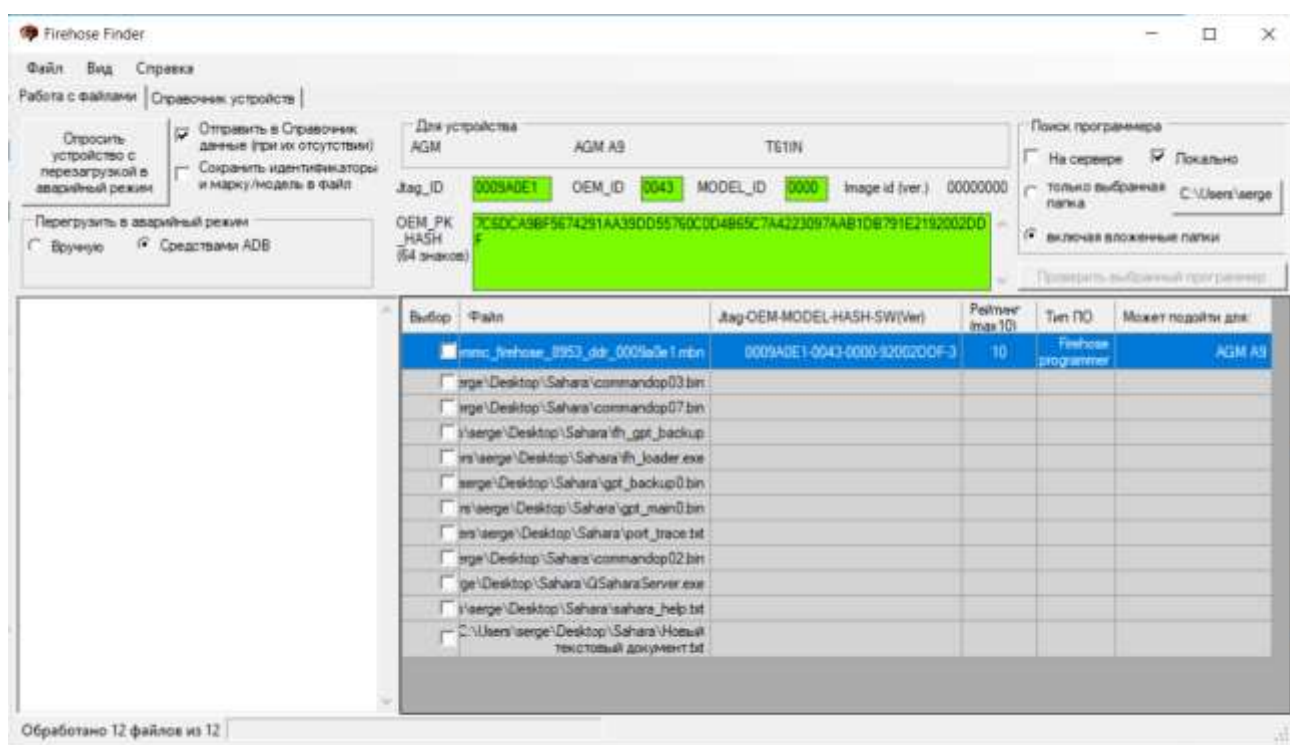 Firehose Finder
Файл Вид Справка
Работа с файлами Справочник устройств
Опросить
устройство с
перезагрузкой в
аварийный режим
Отправить в Справочник
данные (при их отсутствии)
Сохранить идентификаторы
и марку/модель в файл
Перегрузить в аварийный режим
Вручную Средствами ADB
Для устройства
AGM AGM A9 T61IN
Jtag_ID 0009A0E1 OEM_ID 0043 MODEL_ID 0000 Image id (ver.) 00000000
OEM_PK
_HASH
(64 знаков)
7C6DCA9BF5674291AA39DD55760C0D4B65C7A4223097AAB1DB791E2192002DD
F
Поиск программера
На сервере Локально
только выбранная
папка
C:\Users\serge
включая вложенные папки
Проверить выбранный программер
Выбор Файл Jtag-OEM-MODEL-HASH-SW(Ver) Рейтинг
(max 10) Тип ПО Может подойти для:
mmc_firehose_8953_ddr_0009a0e1.mbn 0009A0E1-0043-0000-92002DDF-3 10 Firehose
programmer AGM A9
erge\Desktop\Sahara\commandop03.bin
erge\Desktop\Sahara\commandop07.bin
s\serge\Desktop\Sahara\fh_gpt_backup
ers\serge\Desktop\Sahara\fh_loader.exe
serge\Desktop\Sahara\gpt_backup0.bin
rs\serge\Desktop\Sahara\gpt_main0.bin
ers\serge\Desktop\Sahara\port_trace.txt
erge\Desktop\Sahara\commandop02.bin
ge\Desktop\Sahara\QSaharaServer.exe
s\serge\Desktop\Sahara\sahara_help.txt
C:\Users\serge\Desktop\Sahara\Новый
текстовый документ.txt
Обработано 12 файлов из 12